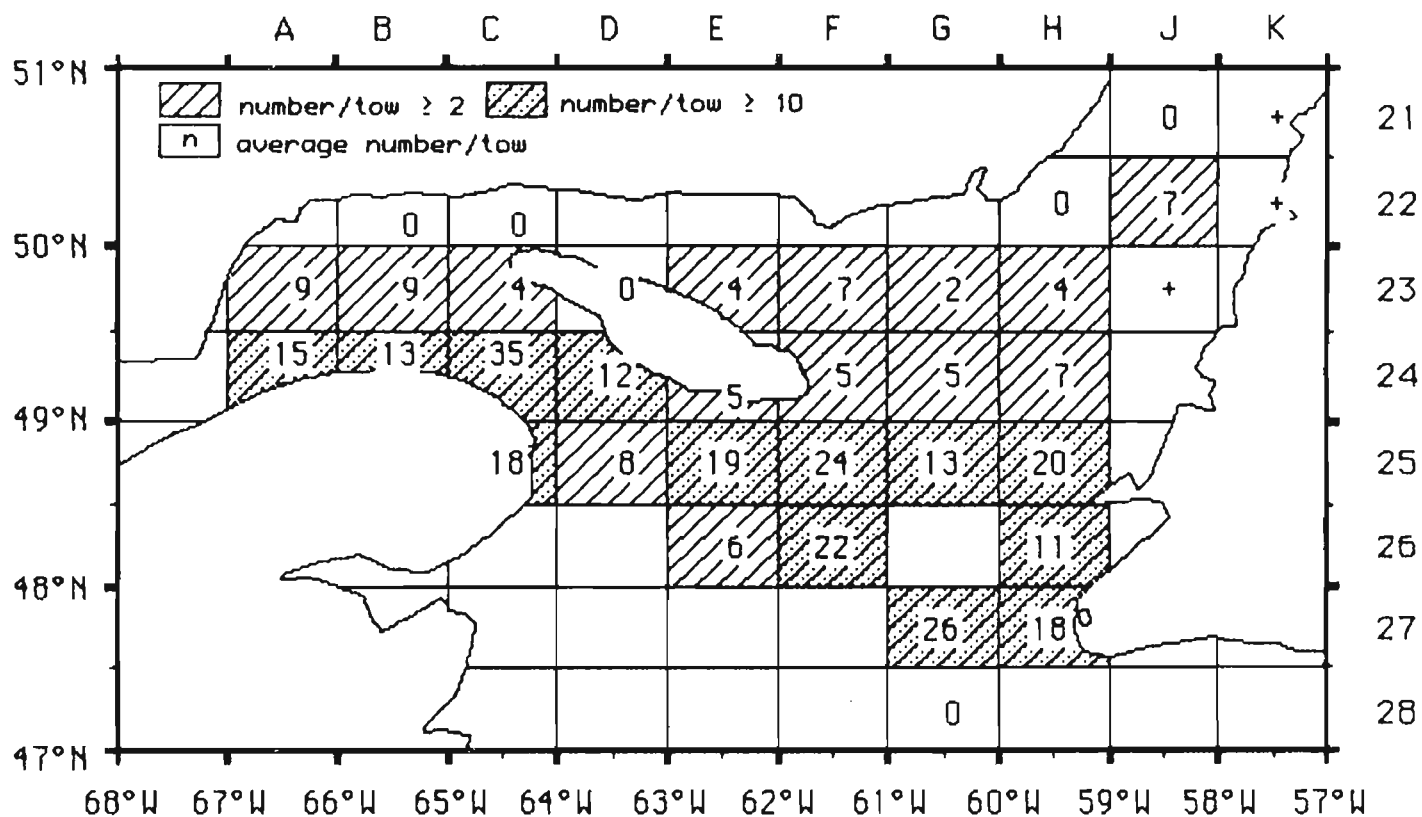 A B C D E F G H J K
51°N
number/tow ≥ 2 number/tow ≥ 10
n average number/tow
0 + 21
0 0 0 7 + 22
50°N
9 9 4 0 4 7 2 4 + 23
15 13 35 12 5 5 5 7 24
49°N
18 8 19 24 13 20 25
6 22 11 26
48°N
26 18 27
0 28
47°N
68°W 67°W 66°W 65°W 64°W 63°W 62°W 61°W 60°W 59°W 58°W 57°W